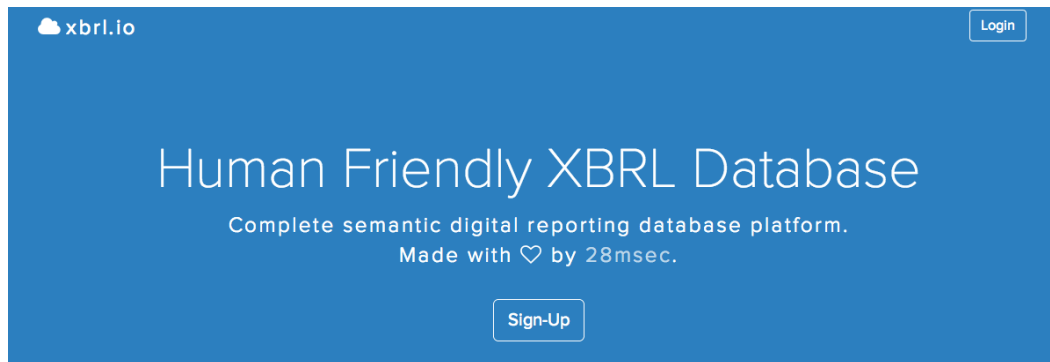 xbrl.io
Login
Human Friendly XBRL Database
Complete semantic digital reporting database platform.
Made with ♡ by 28msec.
Sign-Up